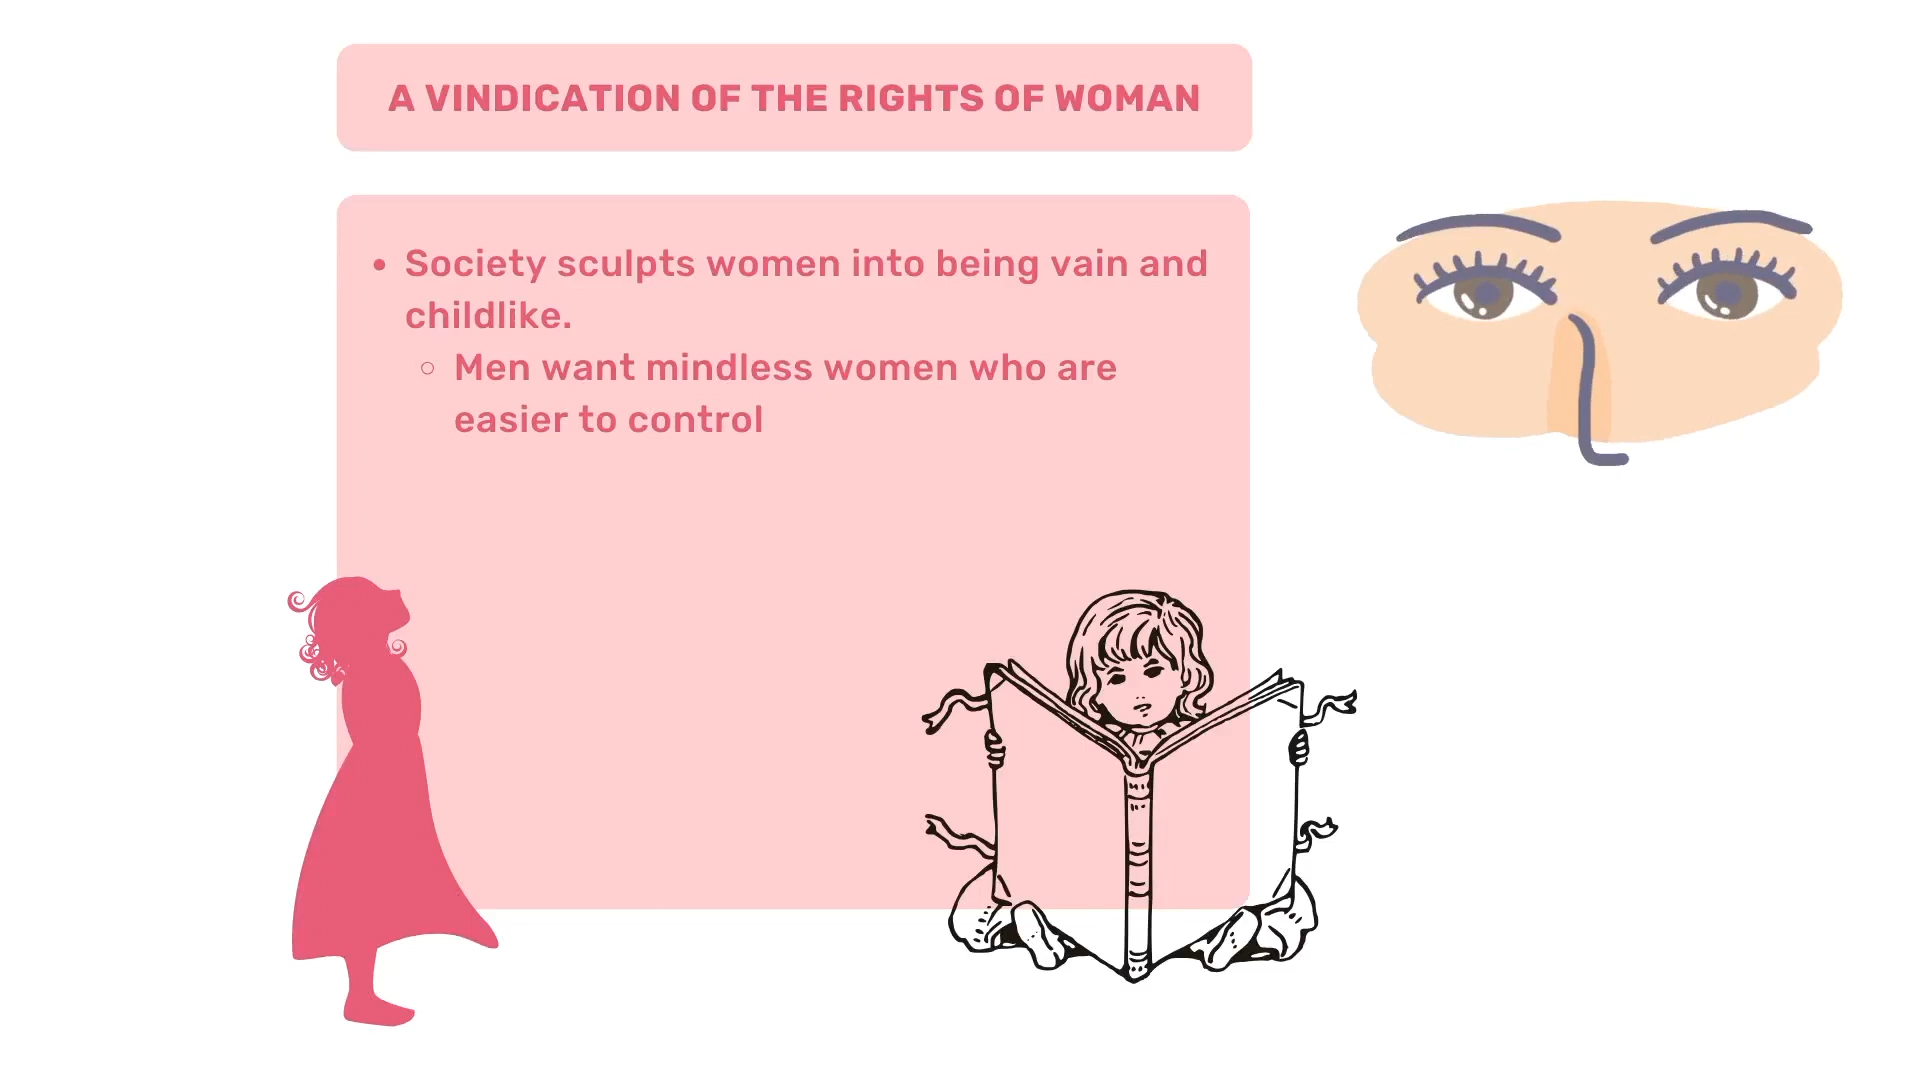 A VINDICATION OF THE RIGHTS OF WOMAN
• Society sculpts women into being vain and
childlike.
○ Men want mindless women who are
easier to control